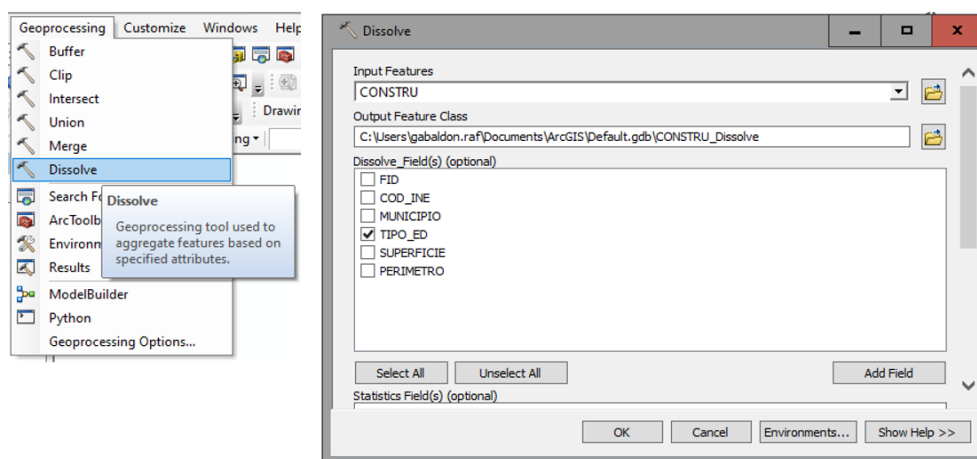 Geoprocessing Customize Windows Help
Buffer
Clip
Intersect
Union
Merge
Dissolve
Search Fo
ArcToolb
Environm
Results
ModelBuilder
Python
Geoprocessing Options...
Drawin
ng
Dissolve
Geoprocessing tool used to
aggregate features based on
specified attributes.
Dissolve
Input Features
CONSTRU
Output Feature Class
C:\Users\gabaldon.raf\Documents\ArcGIS\Default.gdb\CONSTRU_Dissolve
Dissolve_Field(s) (optional)
FID
COD_INE
MUNICIPIO
TIPO_ED
SUPERFICIE
PERIMETRO
Select All Unselect All Add Field
Statistics Field(s) (optional)
OK Cancel Environments... Show Help >>